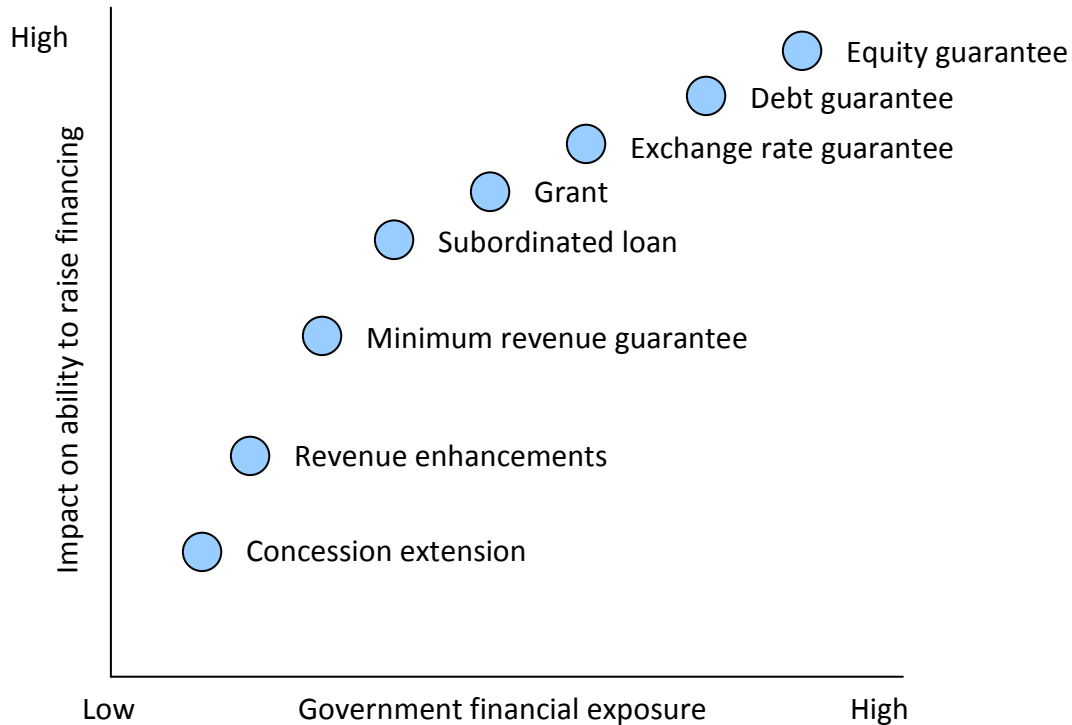 High
Equity guarantee
Debt guarantee
Exchange rate guarantee
Grant
Subordinated loan
Minimum revenue guarantee
Revenue enhancements
Concession extension
Impact on ability to raise financing
Low
Government financial exposure
High